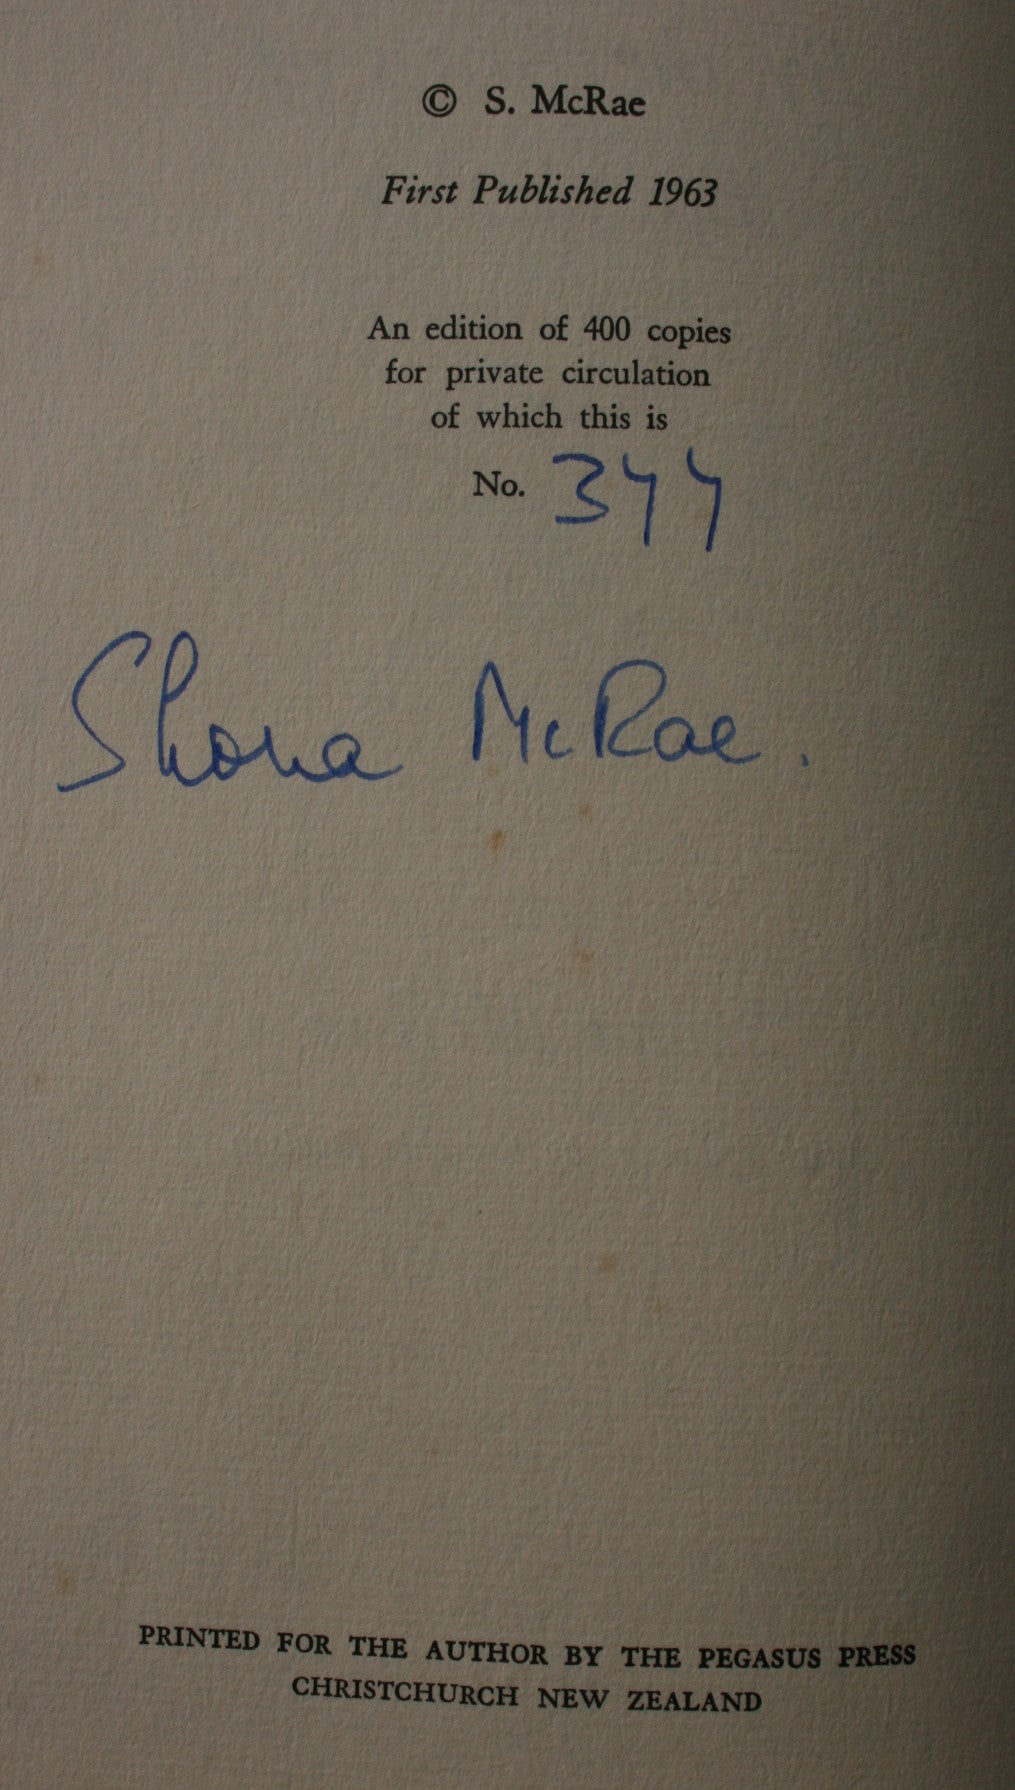 © S. McRae
First Published 1963
An edition of 400 copies
for private circulation
of which this is
No. 377
Shona McRae.
PRINTED FOR THE AUTHOR BY THE PEGASUS PRESS
CHRISTCHURCH NEW ZEALAND